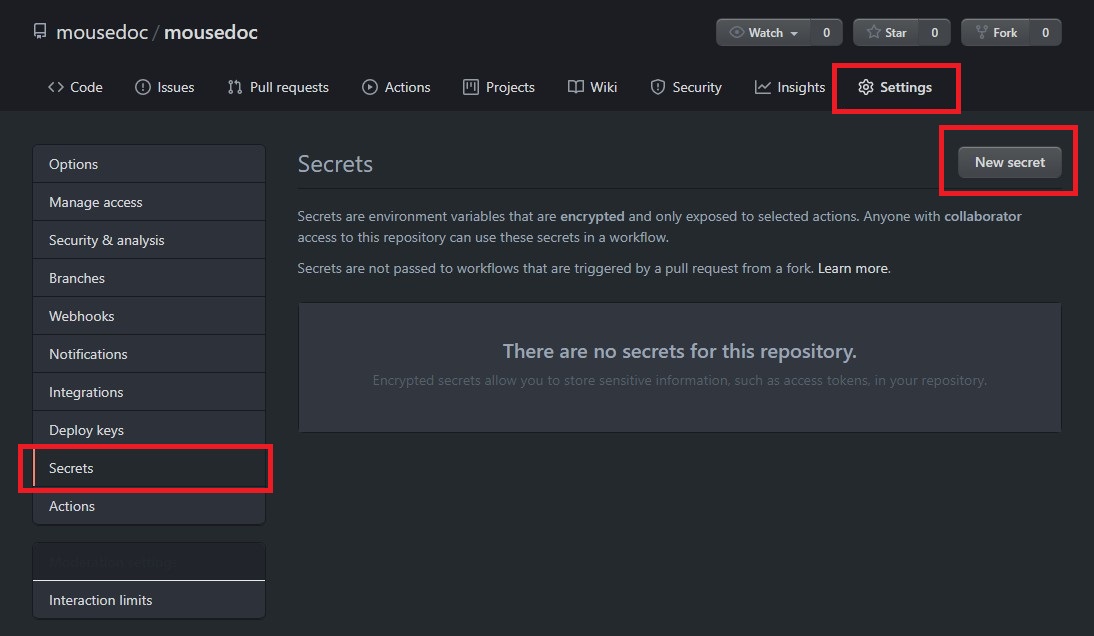 mousedoc / mousedoc
Watch 0 Star 0 Fork 0
Code Issues Pull requests Actions Projects Wiki Security Insights Settings
Options
Manage access
Security & analysis
Branches
Webhooks
Notifications
Integrations
Deploy keys
Secrets
Actions
Moderation settings
Interaction limits
Secrets
New secret
Secrets are environment variables that are encrypted and only exposed to selected actions. Anyone with collaborator
access to this repository can use these secrets in a workflow.
Secrets are not passed to workflows that are triggered by a pull request from a fork. Learn more.
There are no secrets for this repository.
Encrypted secrets allow you to store sensitive information, such as access tokens, in your repository.